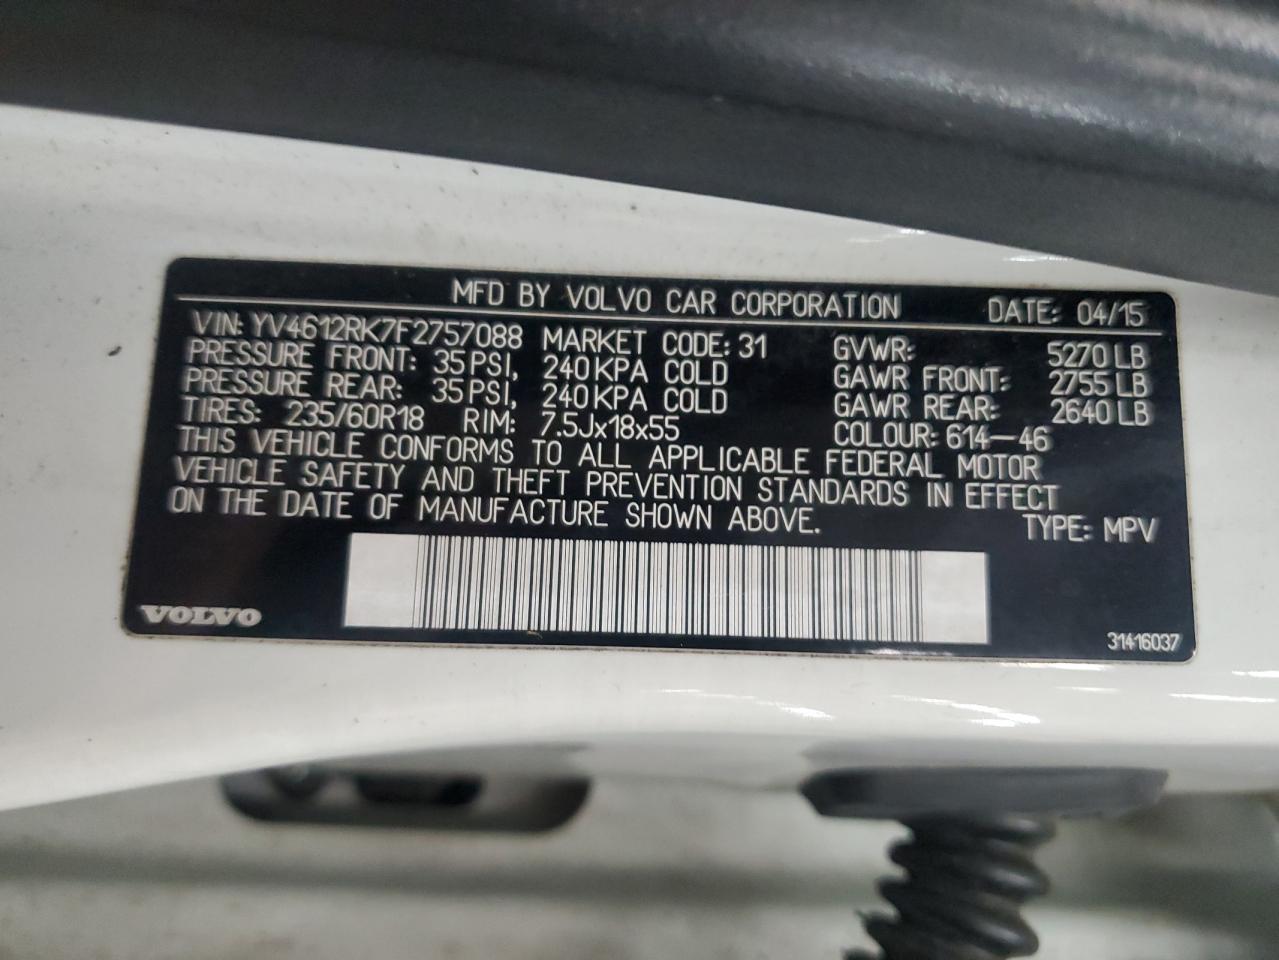 MFD BY VOLVO CAR CORPORATION DATE: 04/15
VIN: YV4612RK7F2757088 MARKET CODE: 31 GVWR: 5270 LB
PRESSURE FRONT: 35 PSI, 240 KPA COLD GAWR FRONT: 2755 LB
PRESSURE REAR: 35 PSI, 240 KPA COLD GAWR REAR: 2640 LB
TIRES: 235/60R18 RIM: 7.5Jx18x55 COLOUR: 614-46
THIS VEHICLE CONFORMS TO ALL APPLICABLE FEDERAL MOTOR
VEHICLE SAFETY AND THEFT PREVENTION STANDARDS IN EFFECT
ON THE DATE OF MANUFACTURE SHOWN ABOVE. TYPE: MPV
VOLVO 31416037